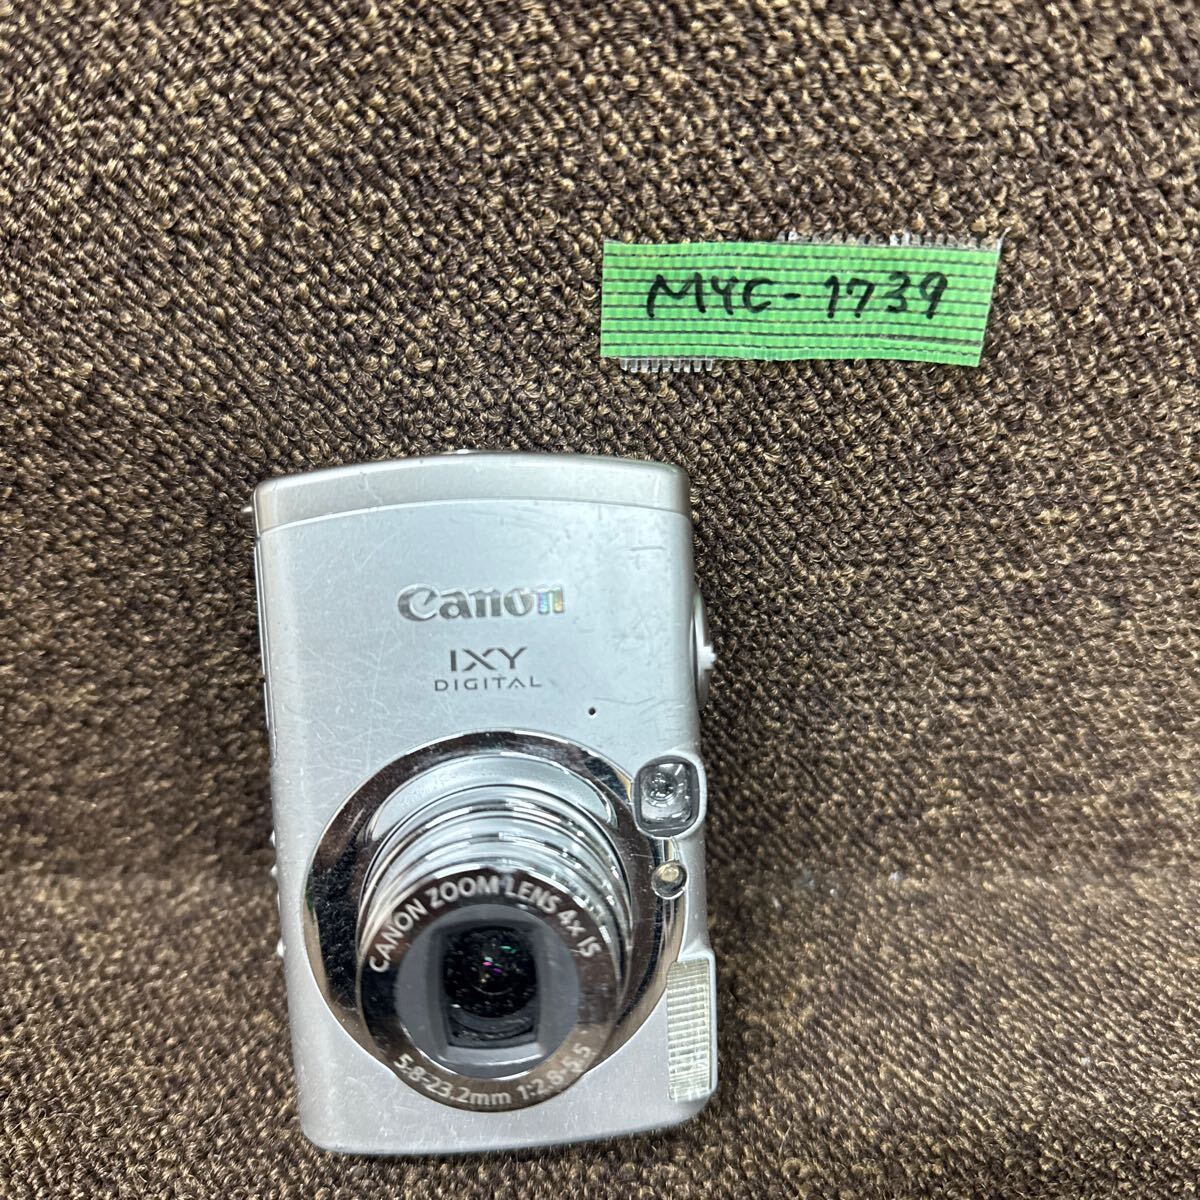 MYC-1739
Canon
IXY
DIGITAL
CANON ZOOM LENS 4x IS
5.8-23.2mm 1:2.8-5.5